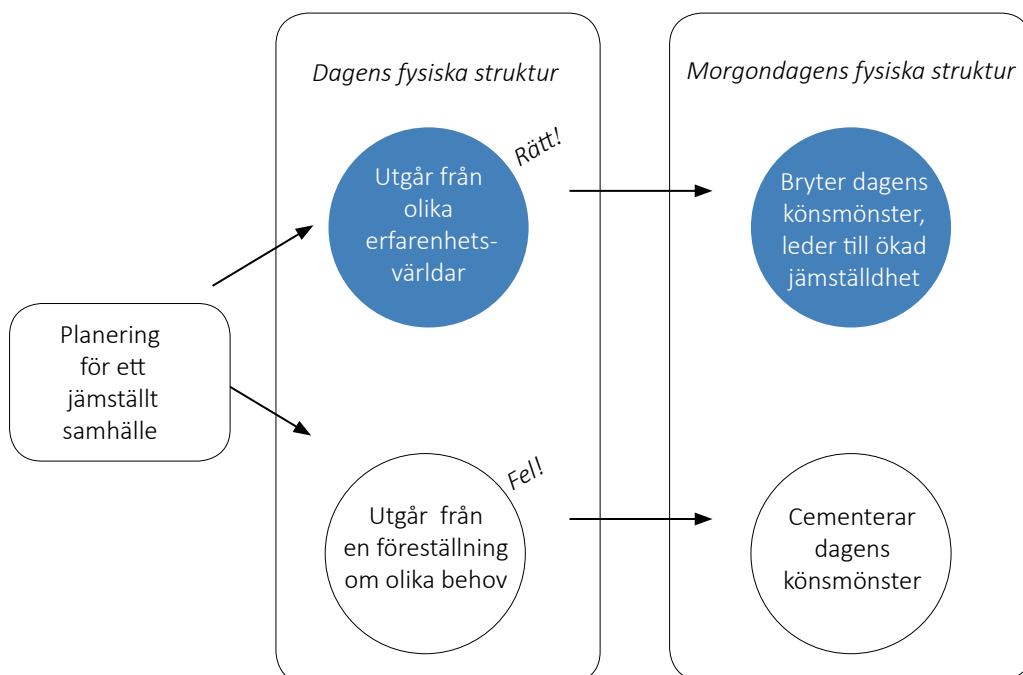 Dagens fysiska struktur
Morgondagens fysiska struktur
Rätt!
Utgår från
olika
erfarenhets-
världar
Bryter dagens
könsmönster,
leder till ökad
jämställdhet
Planering
för ett
jämställt
samhälle
Fel!
Utgår från
en föreställning
om olika behov
Cementerar
dagens
könsmönster